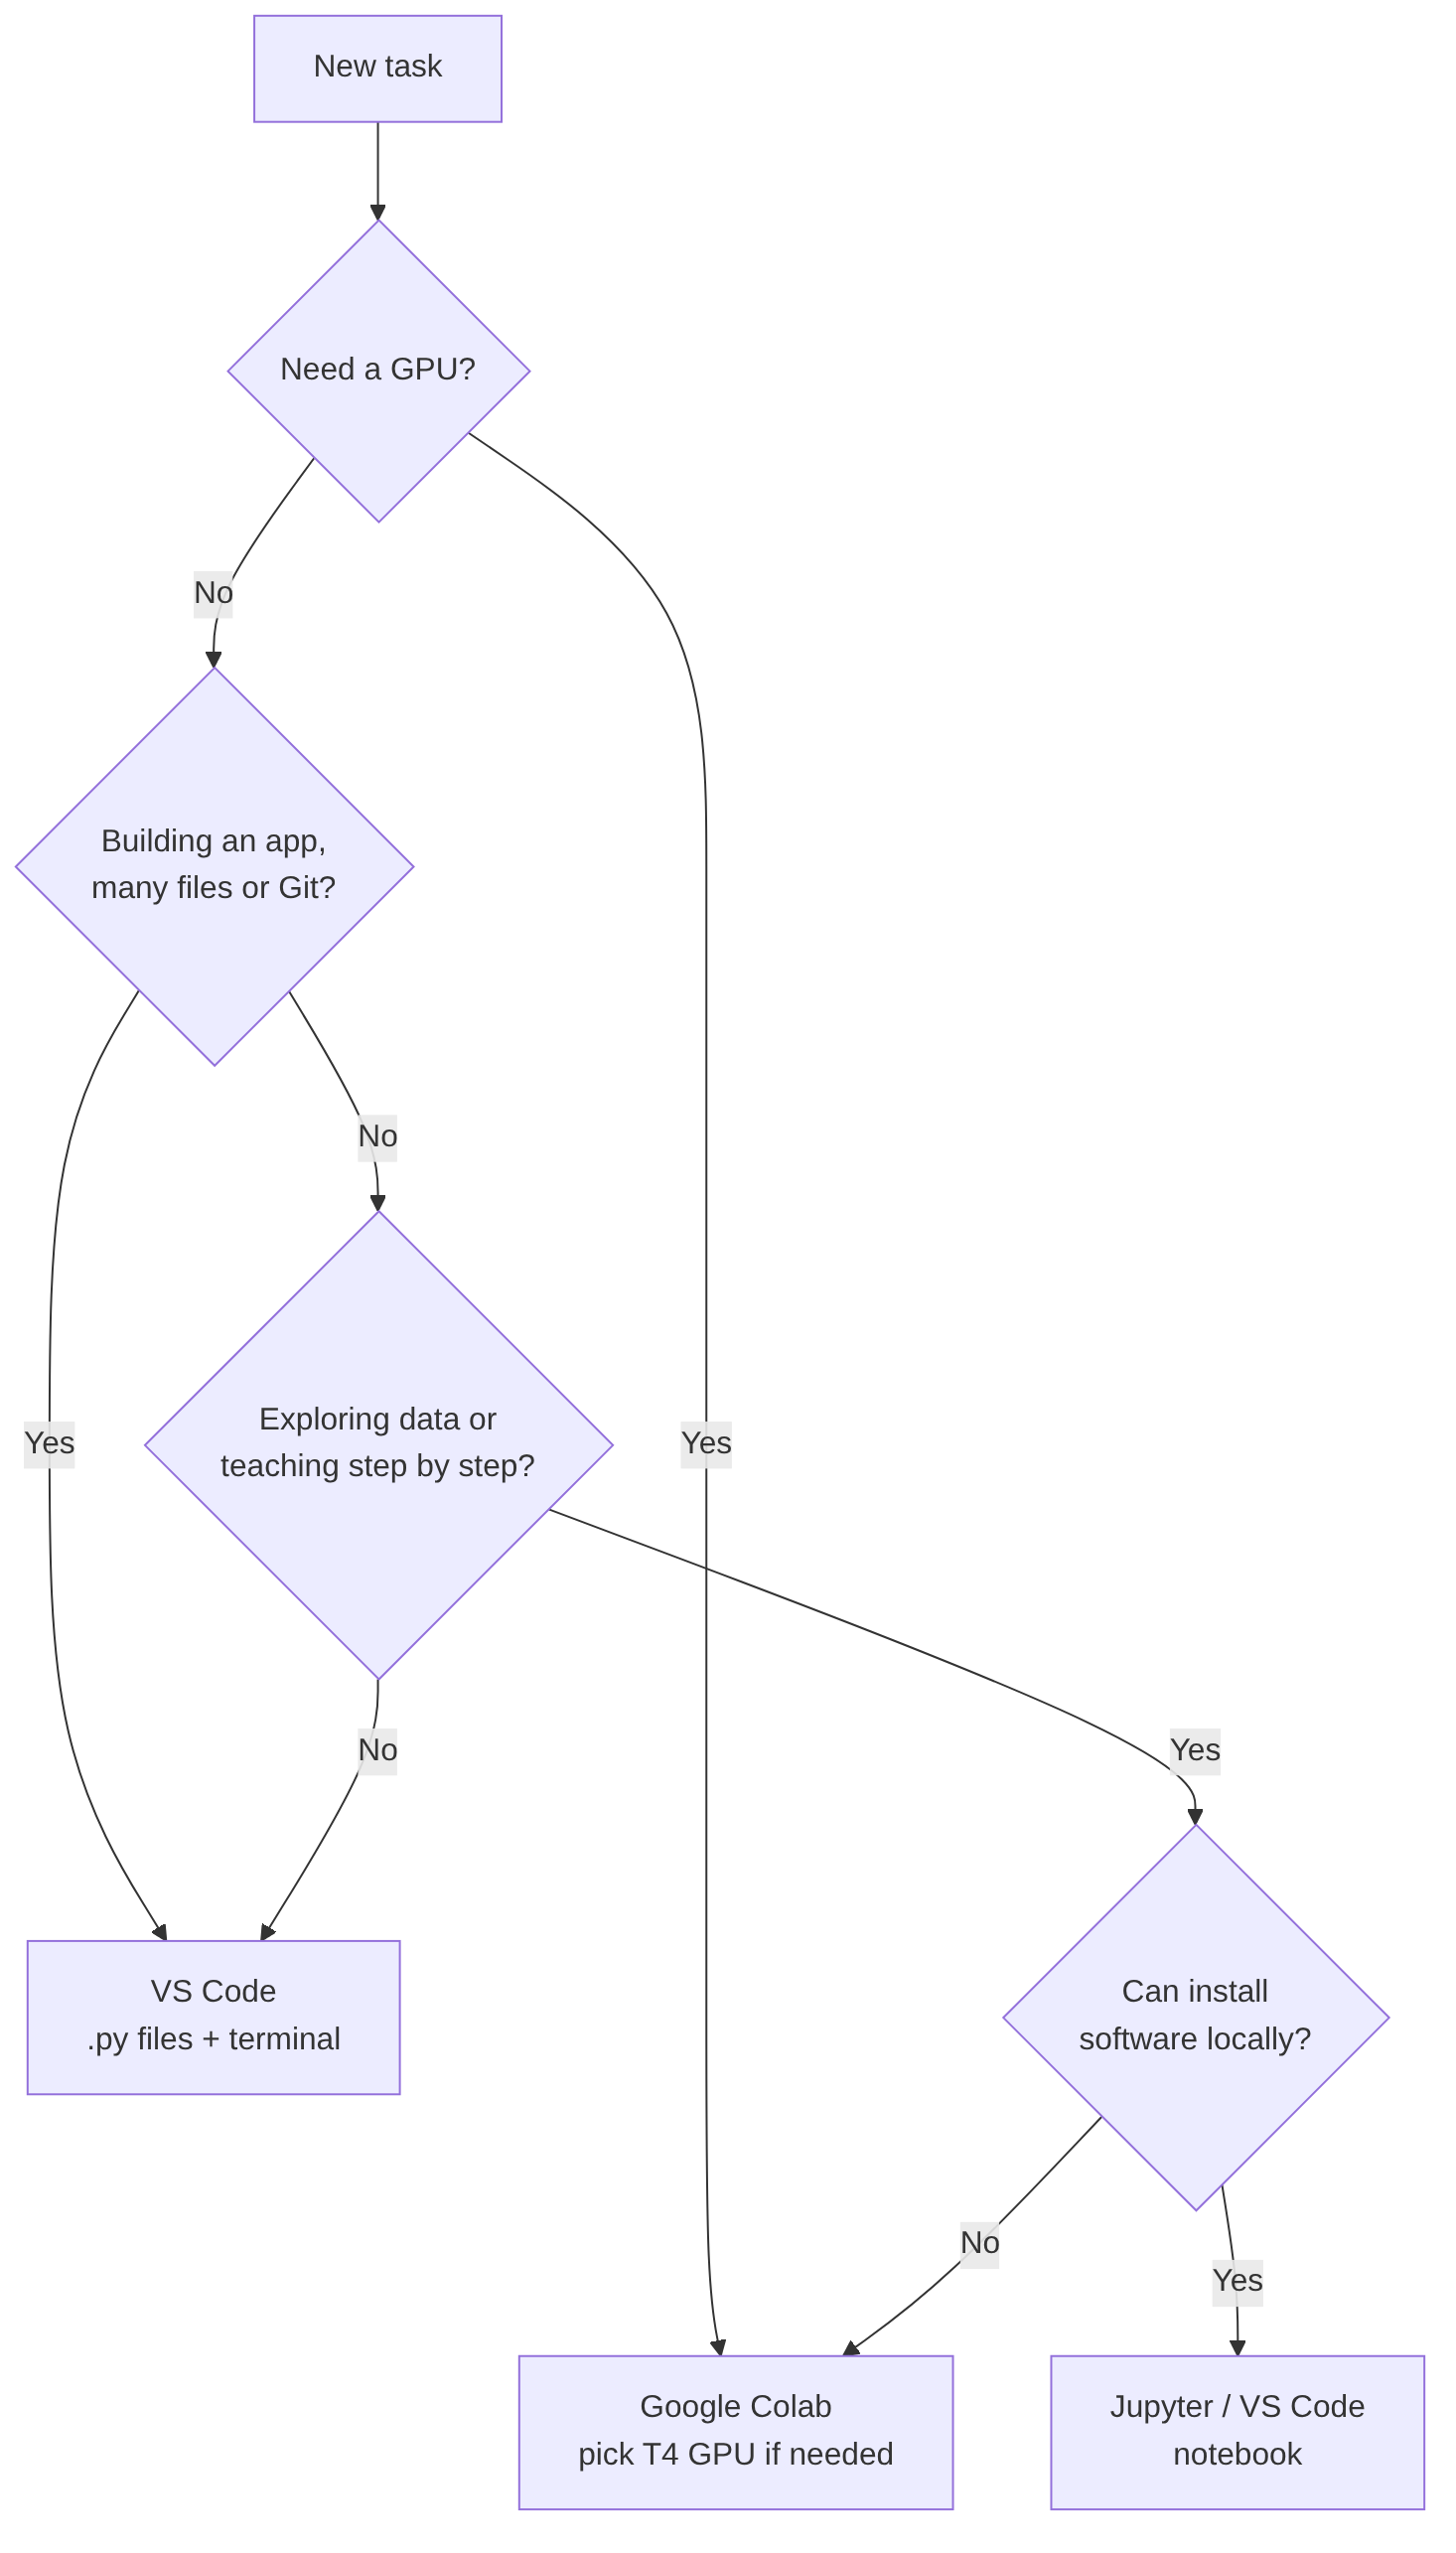 New task
Need a GPU?
No
Building an app,
many files or Git?
No
Exploring data or
teaching step by step?
Yes
Yes
No
Yes
VS Code
.py files + terminal
Can install
software locally?
No
Yes
Google Colab
pick T4 GPU if needed
Jupyter / VS Code
notebook